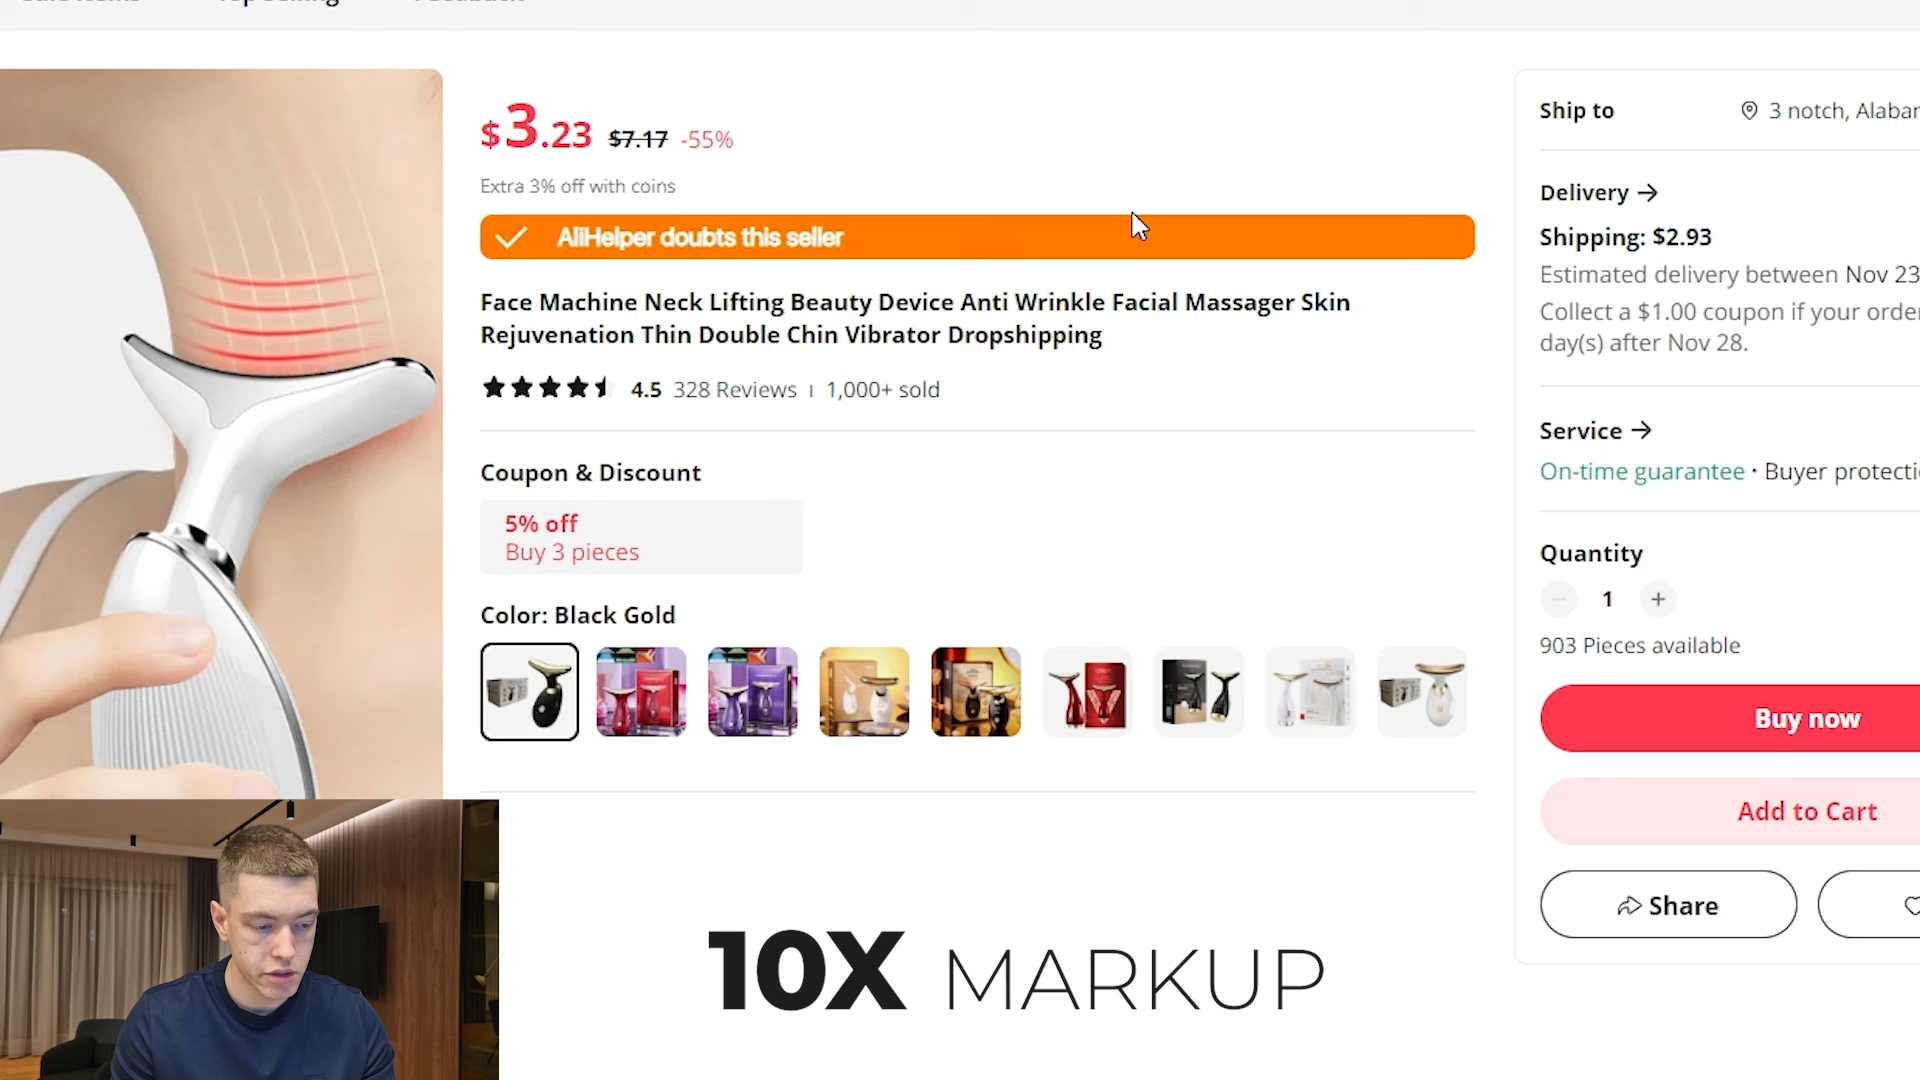 $3.23 $7.17 -55%
Extra 3% off with coins
AliHelper doubts this seller
Face Machine Neck Lifting Beauty Device Anti Wrinkle Facial Massager Skin
Rejuvenation Thin Double Chin Vibrator Dropshipping
4.5 328 Reviews | 1,000+ sold
Coupon & Discount
5% off
Buy 3 pieces
Color: Black Gold
10X MARKUP
Ship to 3 notch,
Delivery
Shipping: $2.93
Estimated delivery between Nov 23
Collect a $1.00 coupon if your
day(s) after Nov 28.
Service
On-time guarantee · Buyer
Quantity
1
903 Pieces available
Buy now
Add to Cart
Share